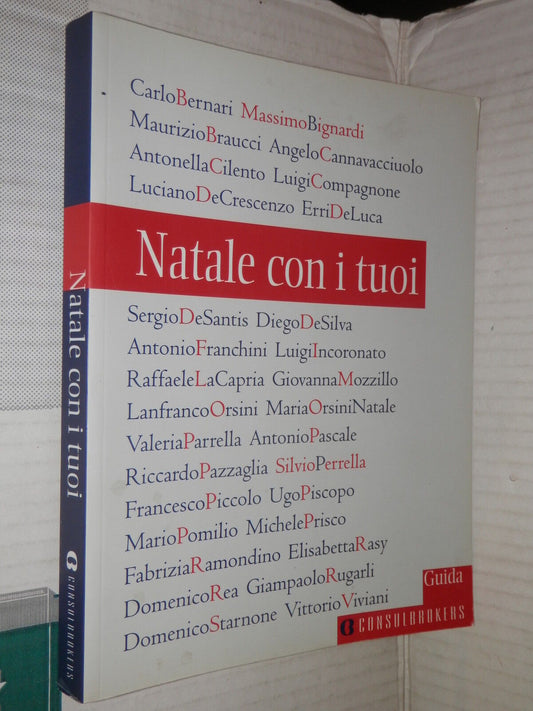 CarloBernari MassimoBignardi
MaurizioBraucci AngeloCannavacciuolo
AntonellaCilento LuigiCompagnone
LucianoDeCrescenzo ErriDeLuca
Natale con i tuoi
SergioDeSantis DiegoDeSilva
AntonioFranchini LuigiIncoronato
RaffaeleLaCapria GiovannaMozzillo
LanfrancoOrsini MariaOrsiniNatale
ValeriaParrella AntonioPascale
RiccardoPazzaglia SilvioPerrella
FrancescoPiccolo UgoPiscopo
MarioPomilio MichelePrisco
FabriziaRamondino ElisabettaRasy
DomenicoRea GiampaoloRugarli
DomenicoStarnone VittorioViviani
Guida
CONSULBROKERS
Natale con i tuoi
CONSULBROKERS